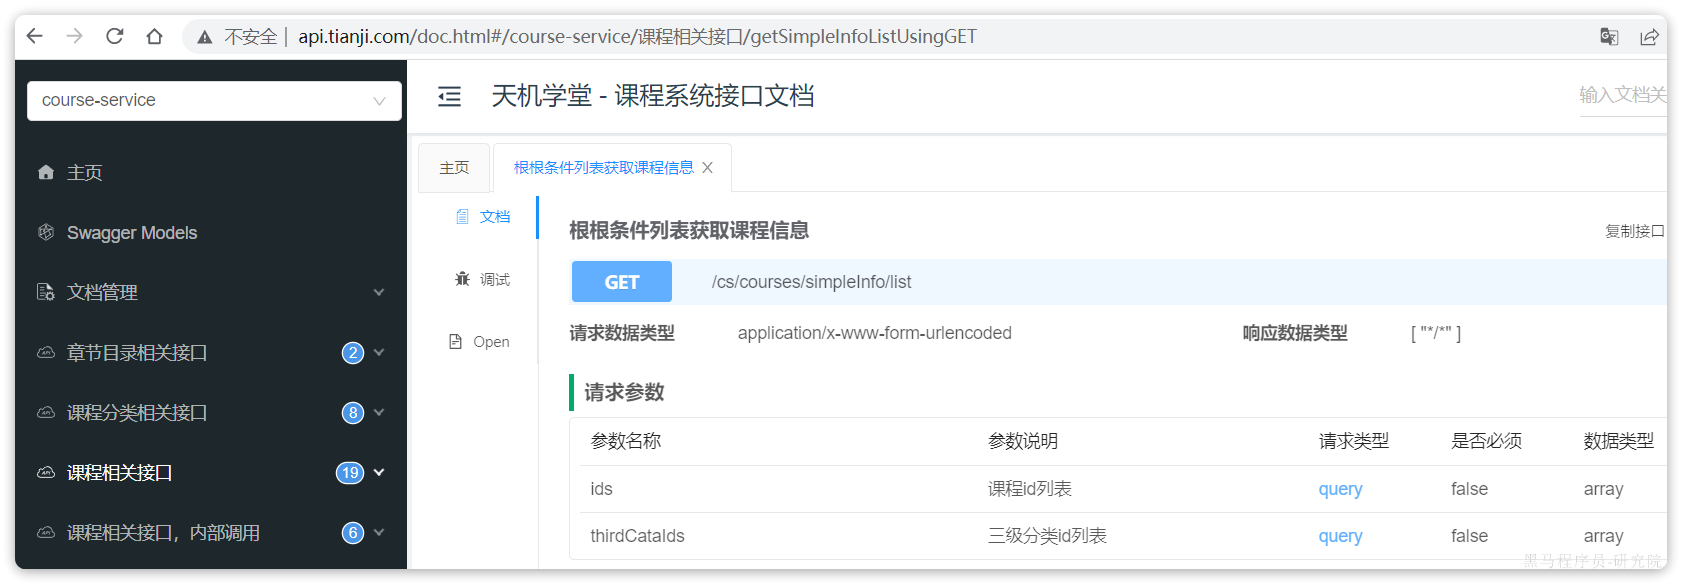 不安全 | api.tianji.com/doc.html#/course-service/课程相关接口/getSimpleInfoListUsingGET
course-service
主页
Swagger Models
文档管理
章节目录相关接口 2
课程分类相关接口 8
课程相关接口 19
课程相关接口，内部调用 6
天机学堂 - 课程系统接口文档
输入文档关
主页
根根条件列表获取课程信息
文档
调试
Open
根根条件列表获取课程信息
复制接口
GET /cs/courses/simpleInfo/list
请求数据类型 application/x-www-form-urlencoded 响应数据类型 [ "*/*" ]
请求参数
参数名称 参数说明 请求类型 是否必须 数据类型
ids 课程id列表 query false array
thirdCataIds 三级分类id列表 query false array
黑马程序员-研究院